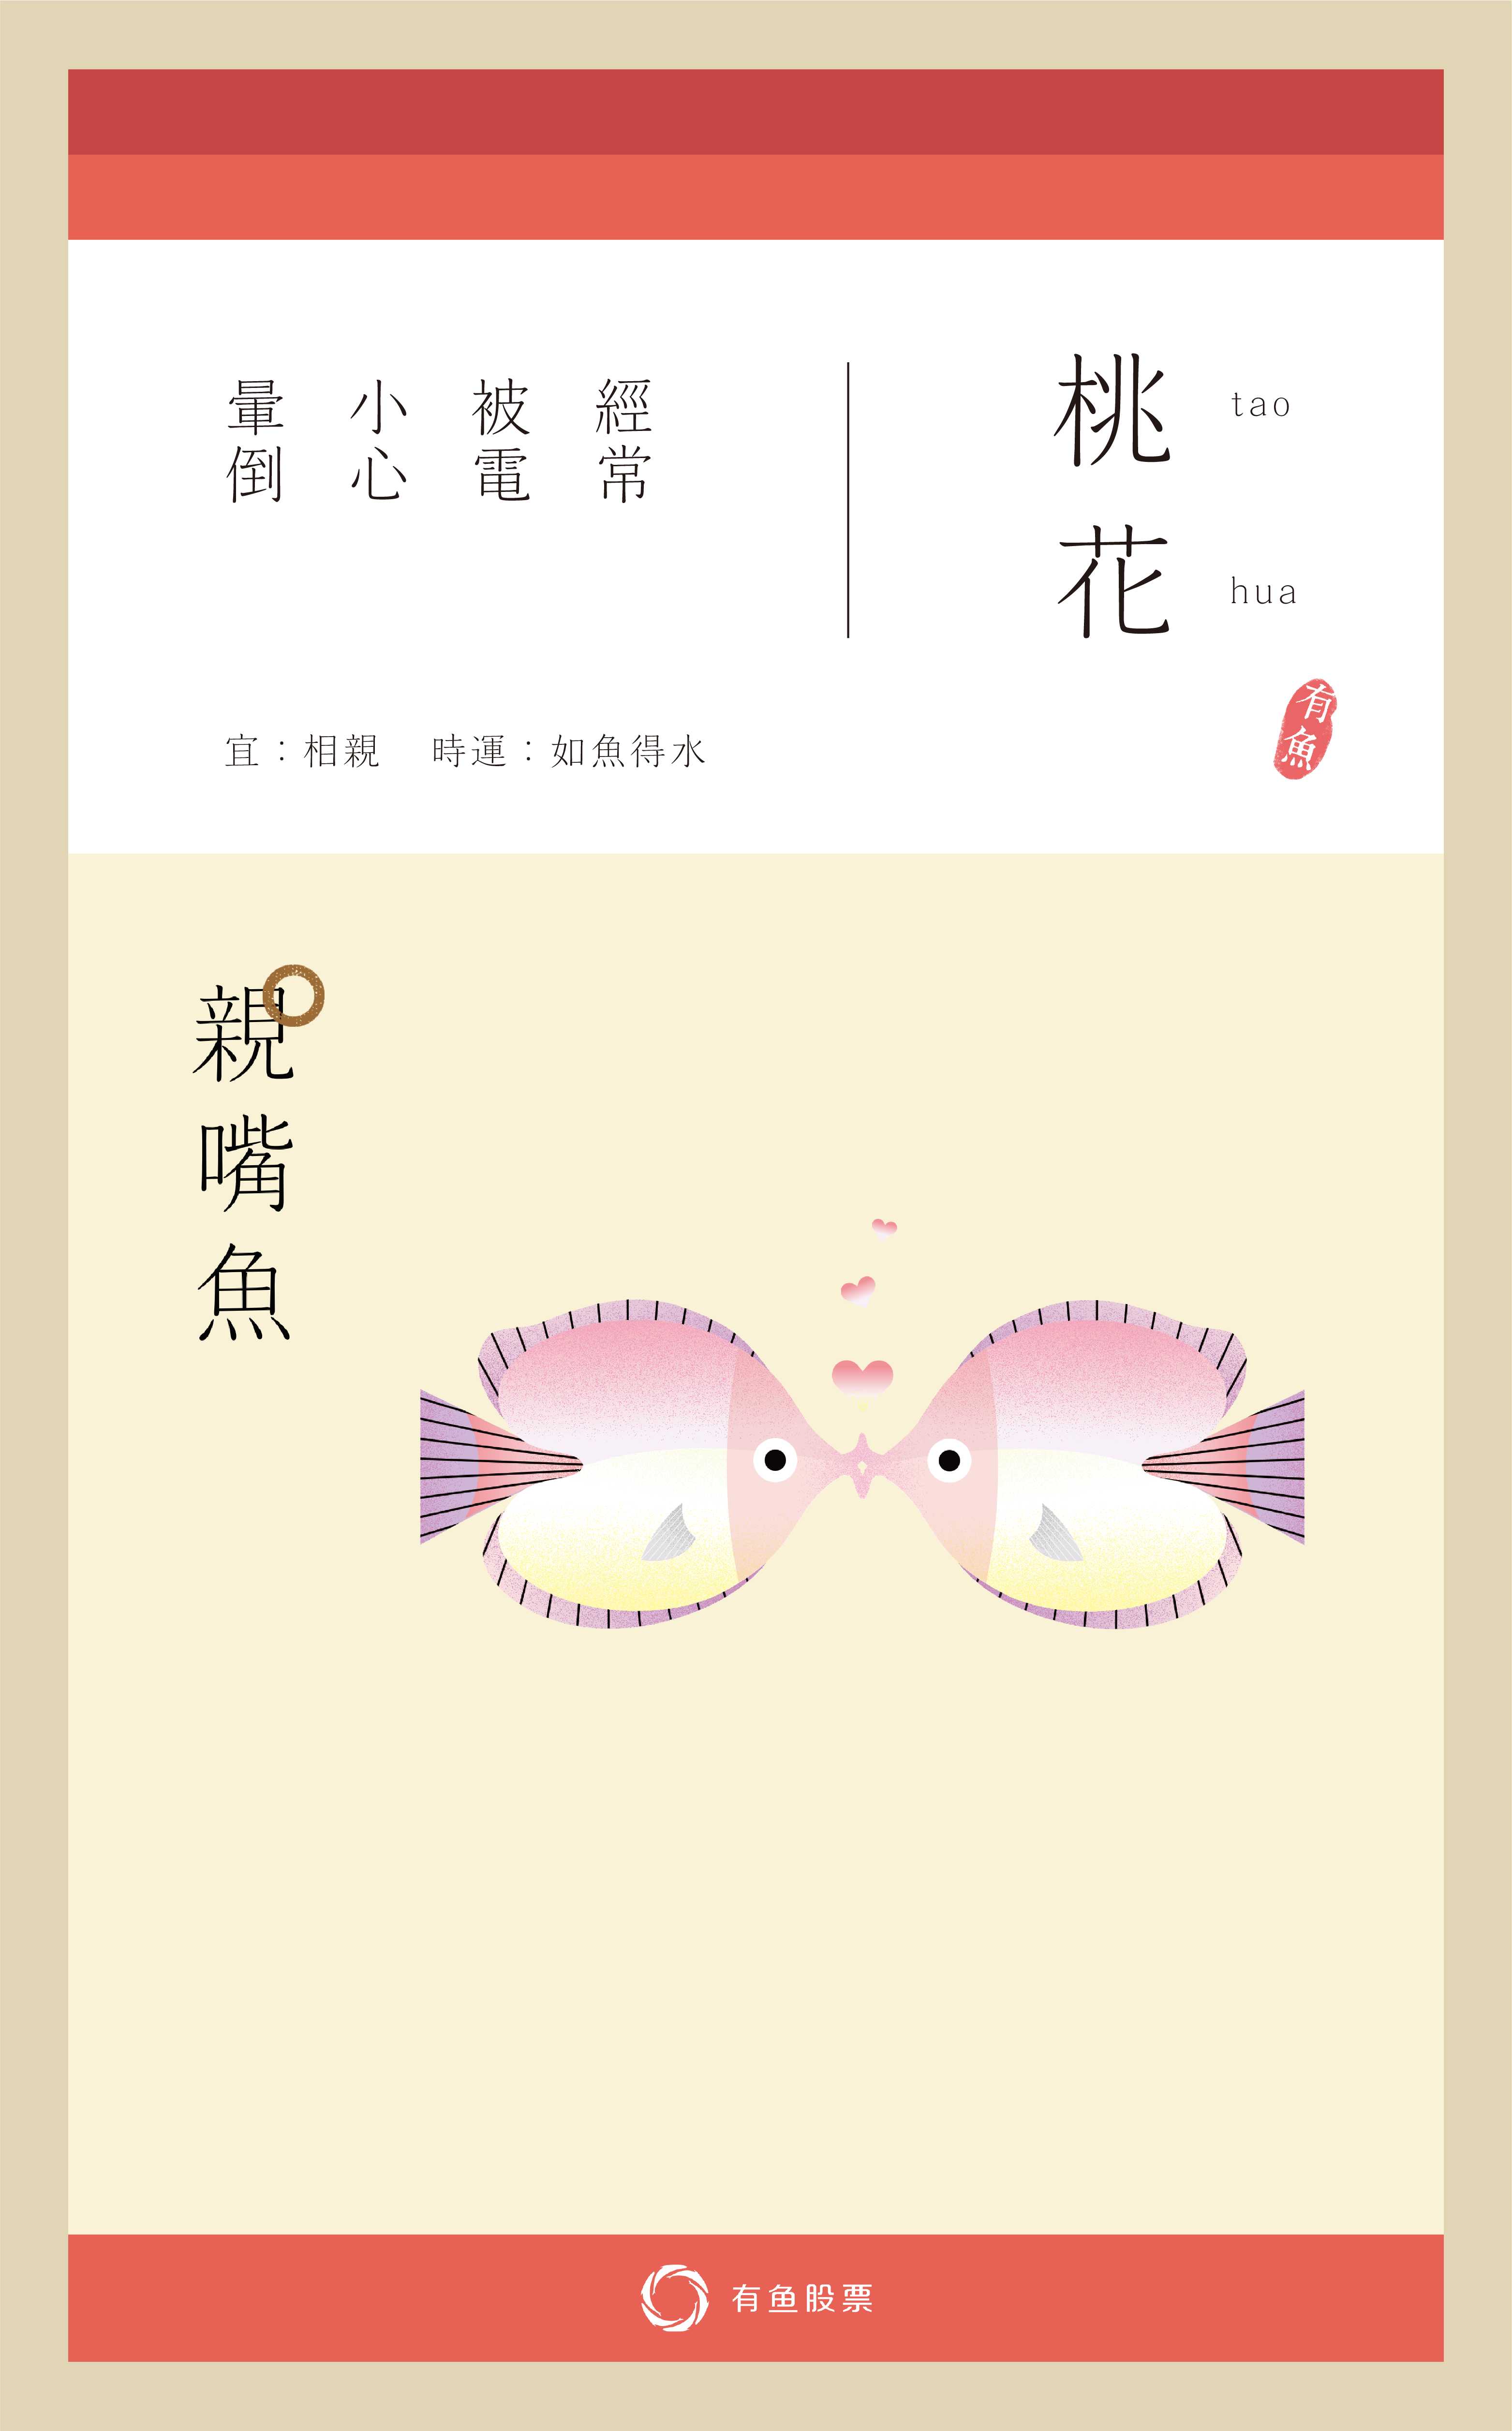 桃花
tao
hua
經常
被電
小心
暈倒
有魚
宜：相親　時運：如魚得水
親嘴魚
有鱼股票